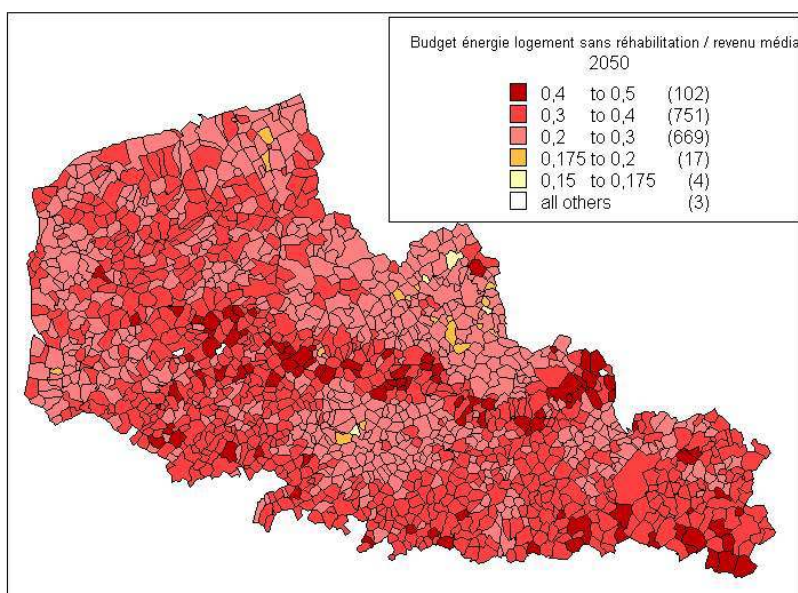 Budget énergie logement sans réhabilitation / revenu média
2050
0,4 to 0,5 (102)
0,3 to 0,4 (751)
0,2 to 0,3 (669)
0,175 to 0,2 (17)
0,15 to 0,175 (4)
all others (3)